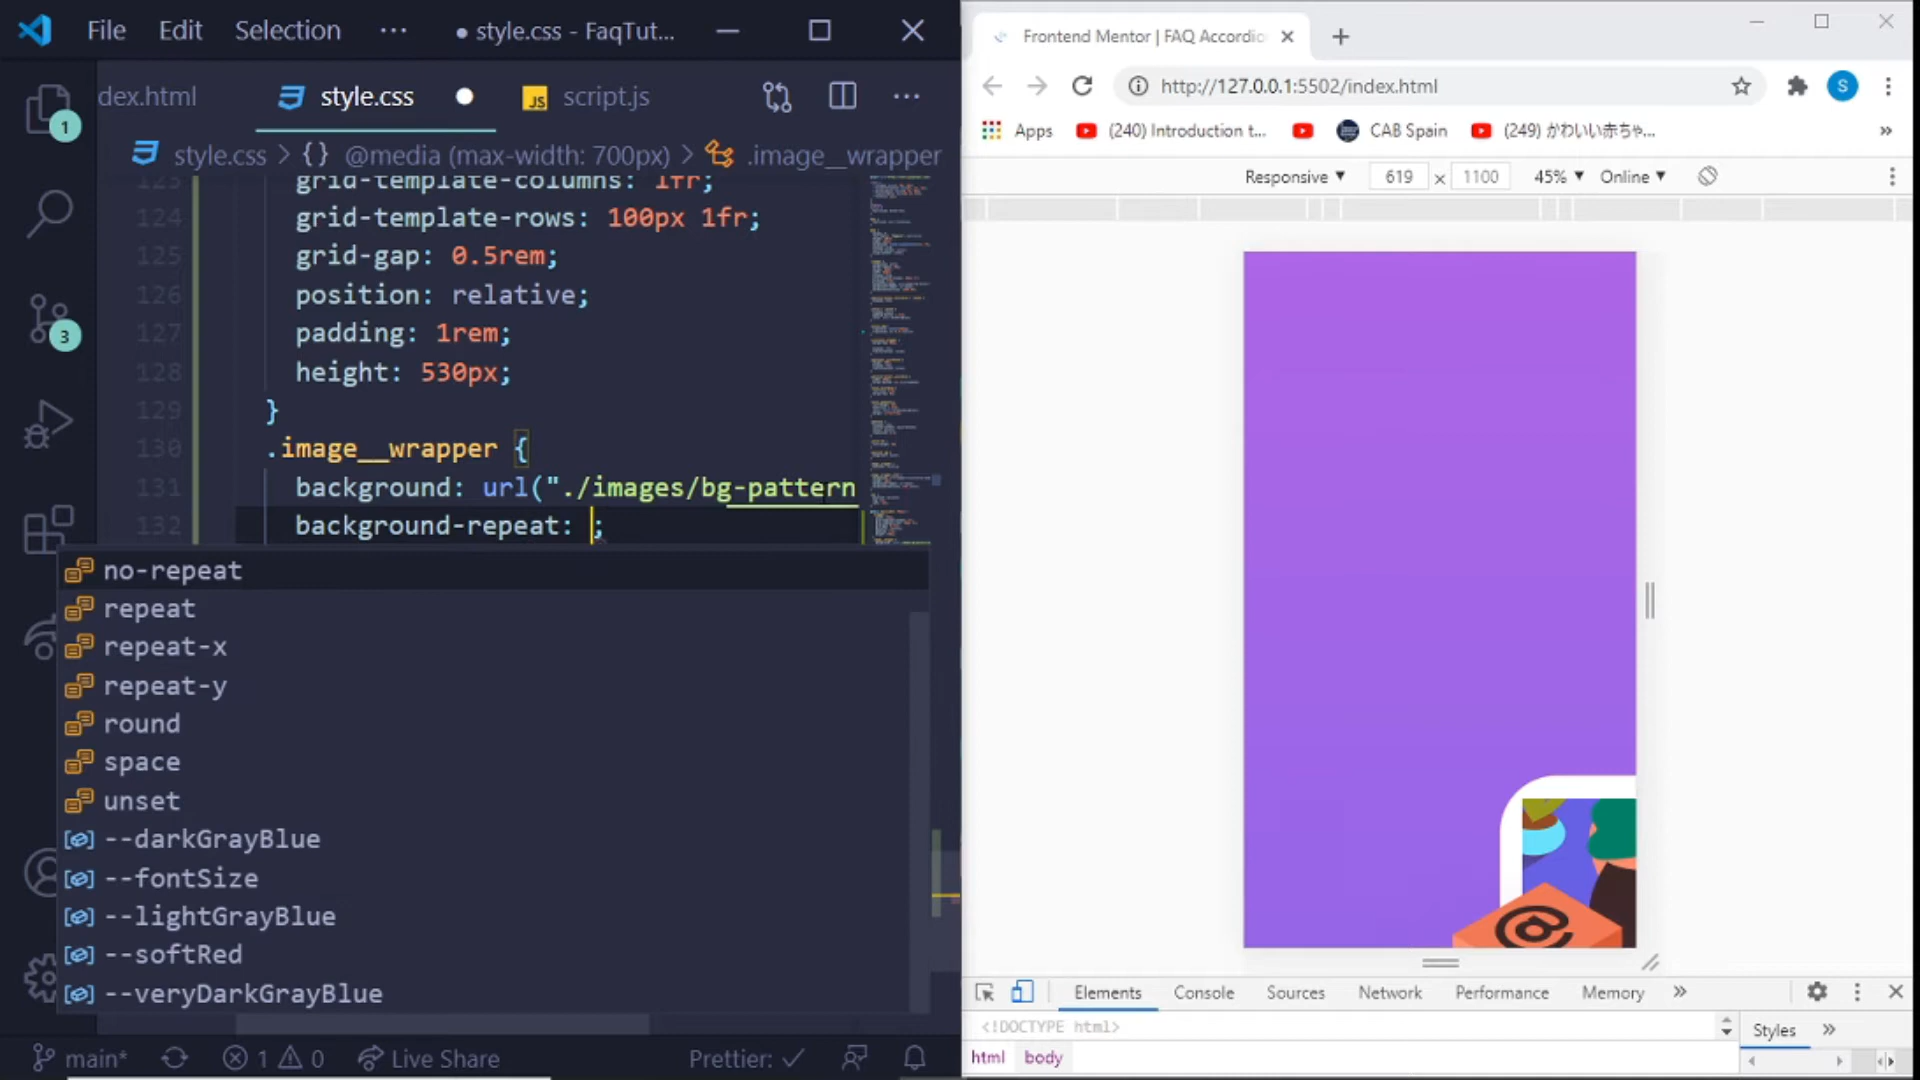 File Edit Selection ··· ● style.css - FaqTut...
dex.html style.css ● JS script.js ···
style.css > {} @media (max-width: 700px) > .image__wrapper
123 grid-template-columns: 1fr;
124 grid-template-rows: 100px 1fr;
125 grid-gap: 0.5rem;
126 position: relative;
127 padding: 1rem;
128 height: 530px;
129 }
130 .image__wrapper {
131 background: url("./images/bg-pattern
132 background-repeat: ;
no-repeat
repeat
repeat-x
repeat-y
round
space
unset
--darkGrayBlue
--fontSize
--lightGrayBlue
--softRed
--veryDarkGrayBlue
1
3
main* 1 0 Live Share Prettier: ✓
Frontend Mentor | FAQ Accordio
http://127.0.0.1:5502/index.html S
Apps (240) Introduction t... CAB Spain (249) かわいい赤ちゃ... »
Responsive ▼ 619 × 1100 45% ▼ Online ▼
@
Elements Console Sources Network Performance Memory »
<!DOCTYPE html>
Styles »
html body